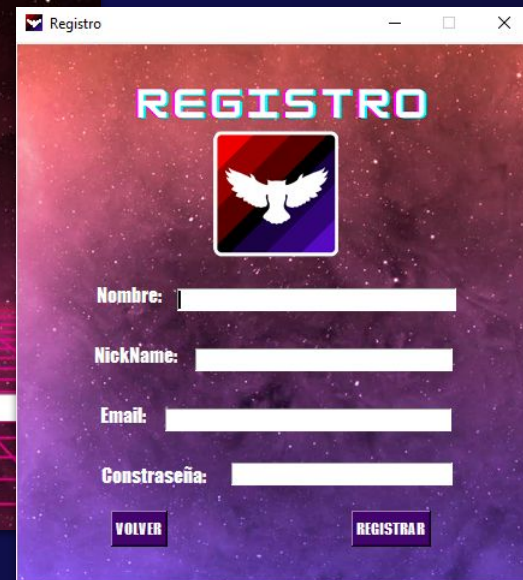 Registro
REGISTRO
Nombre:
NickName:
Email:
Constraseña:
VOLVER
REGISTRAR